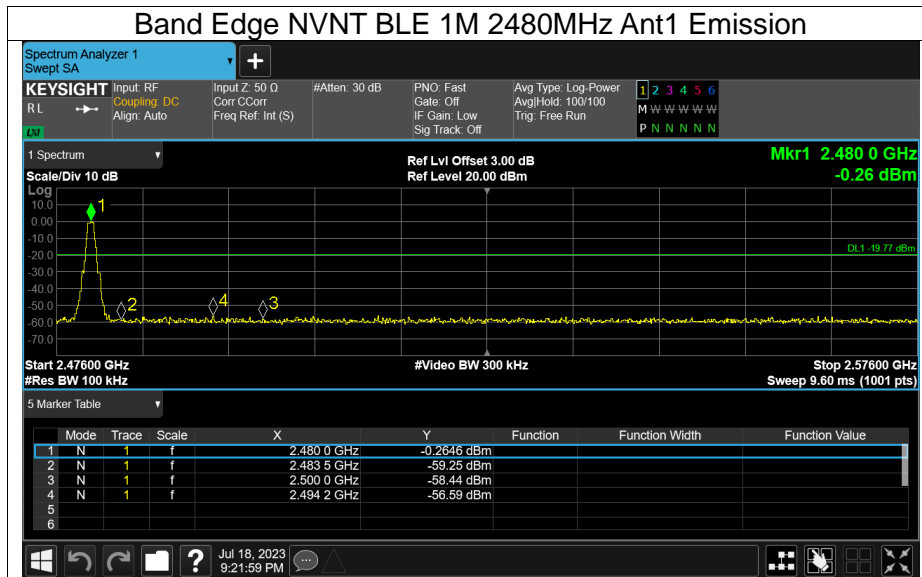 Band Edge NVNT BLE 1M 2480MHz Ant1 Emission
Spectrum Analyzer 1
Swept SA
+
KEYSIGHT
RL
LXI
Input: RF
Coupling: DC
Align: Auto
Input Z: 50 Ω
Corr CCorr
Freq Ref: Int (S)
#Atten: 30 dB
PNO: Fast
Gate: Off
IF Gain: Low
Sig Track: Off
Avg Type: Log-Power
Avg|Hold: 100/100
Trig: Free Run
1 2 3 4 5 6
M W W W W W
P N N N N N
1 Spectrum
Scale/Div 10 dB
Ref Lvl Offset 3.00 dB
Ref Level 20.00 dBm
Mkr1 2.480 0 GHz
-0.26 dBm
Log
10.0
0.00
-10.0
-20.0
-30.0
-40.0
-50.0
-60.0
-70.0
1
2
4
3
DL1 -19.77 dBm
Start 2.47600 GHz
#Res BW 100 kHz
#Video BW 300 kHz
Stop 2.57600 GHz
Sweep 9.60 ms (1001 pts)
5 Marker Table
Mode Trace Scale X Y Function Function Width Function Value
1 N 1 f 2.480 0 GHz -0.2646 dBm
2 N 1 f 2.483 5 GHz -59.25 dBm
3 N 1 f 2.500 0 GHz -58.44 dBm
4 N 1 f 2.494 2 GHz -56.59 dBm
5
6
?
Jul 18, 2023
9:21:59 PM